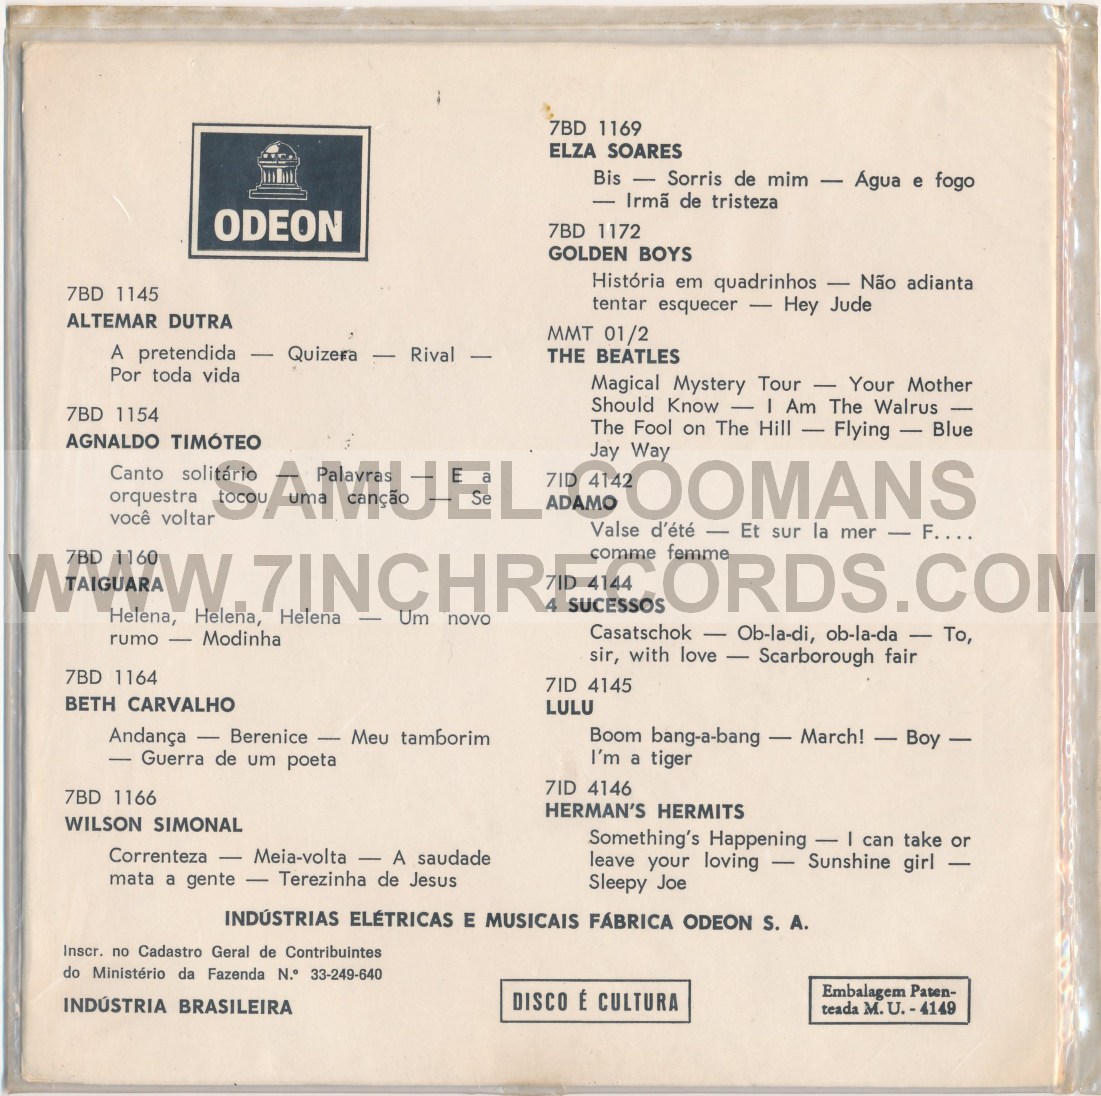 ODEON
7BD 1145
ALTEMAR DUTRA
A pretendida — Quizera — Rival —
Por toda vida
7BD 1154
AGNALDO TIMÓTEO
Canto solitário — Palavras — E a
orquestra tocou uma canção — Se
você voltar
7BD 1160
TAIGUARA
Helena, Helena, Helena — Um novo
rumo — Modinha
7BD 1164
BETH CARVALHO
Andança — Berenice — Meu tamborim
— Guerra de um poeta
7BD 1166
WILSON SIMONAL
Correnteza — Meia-volta — A saudade
mata a gente — Terezinha de Jesus
7BD 1169
ELZA SOARES
Bis — Sorris de mim — Água e fogo
— Irmã de tristeza
7BD 1172
GOLDEN BOYS
História em quadrinhos — Não adianta
tentar esquecer — Hey Jude
MMT 01/2
THE BEATLES
Magical Mystery Tour — Your Mother
Should Know — I Am The Walrus —
The Fool on The Hill — Flying — Blue
Jay Way
7ID 4142
ADAMO
Valse d'été — Et sur la mer — F....
comme femme
7ID 4144
4 SUCESSOS
Casatschok — Ob-la-di, ob-la-da — To,
sir, with love — Scarborough fair
7ID 4145
LULU
Boom bang-a-bang — March! — Boy —
I'm a tiger
7ID 4146
HERMAN'S HERMITS
Something's Happening — I can take or
leave your loving — Sunshine girl —
Sleepy Joe
INDÚSTRIAS ELÉTRICAS E MUSICAIS FÁBRICA ODEON S. A.
Inscr. no Cadastro Geral de Contribuintes
do Ministério da Fazenda N.º 33-249-640
INDÚSTRIA BRASILEIRA
DISCO É CULTURA
Embalagem Paten-
teada M. U. - 4149
SAMUEL COOMANS
WWW.7INCHRECORDS.COM